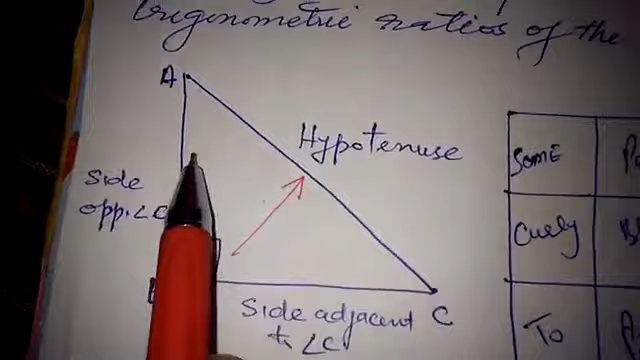 trigonometric ratios of the
A
Hypotenuse
Side
opp. ∠C
Side adjacent
to ∠C
C
Some
Curly
To